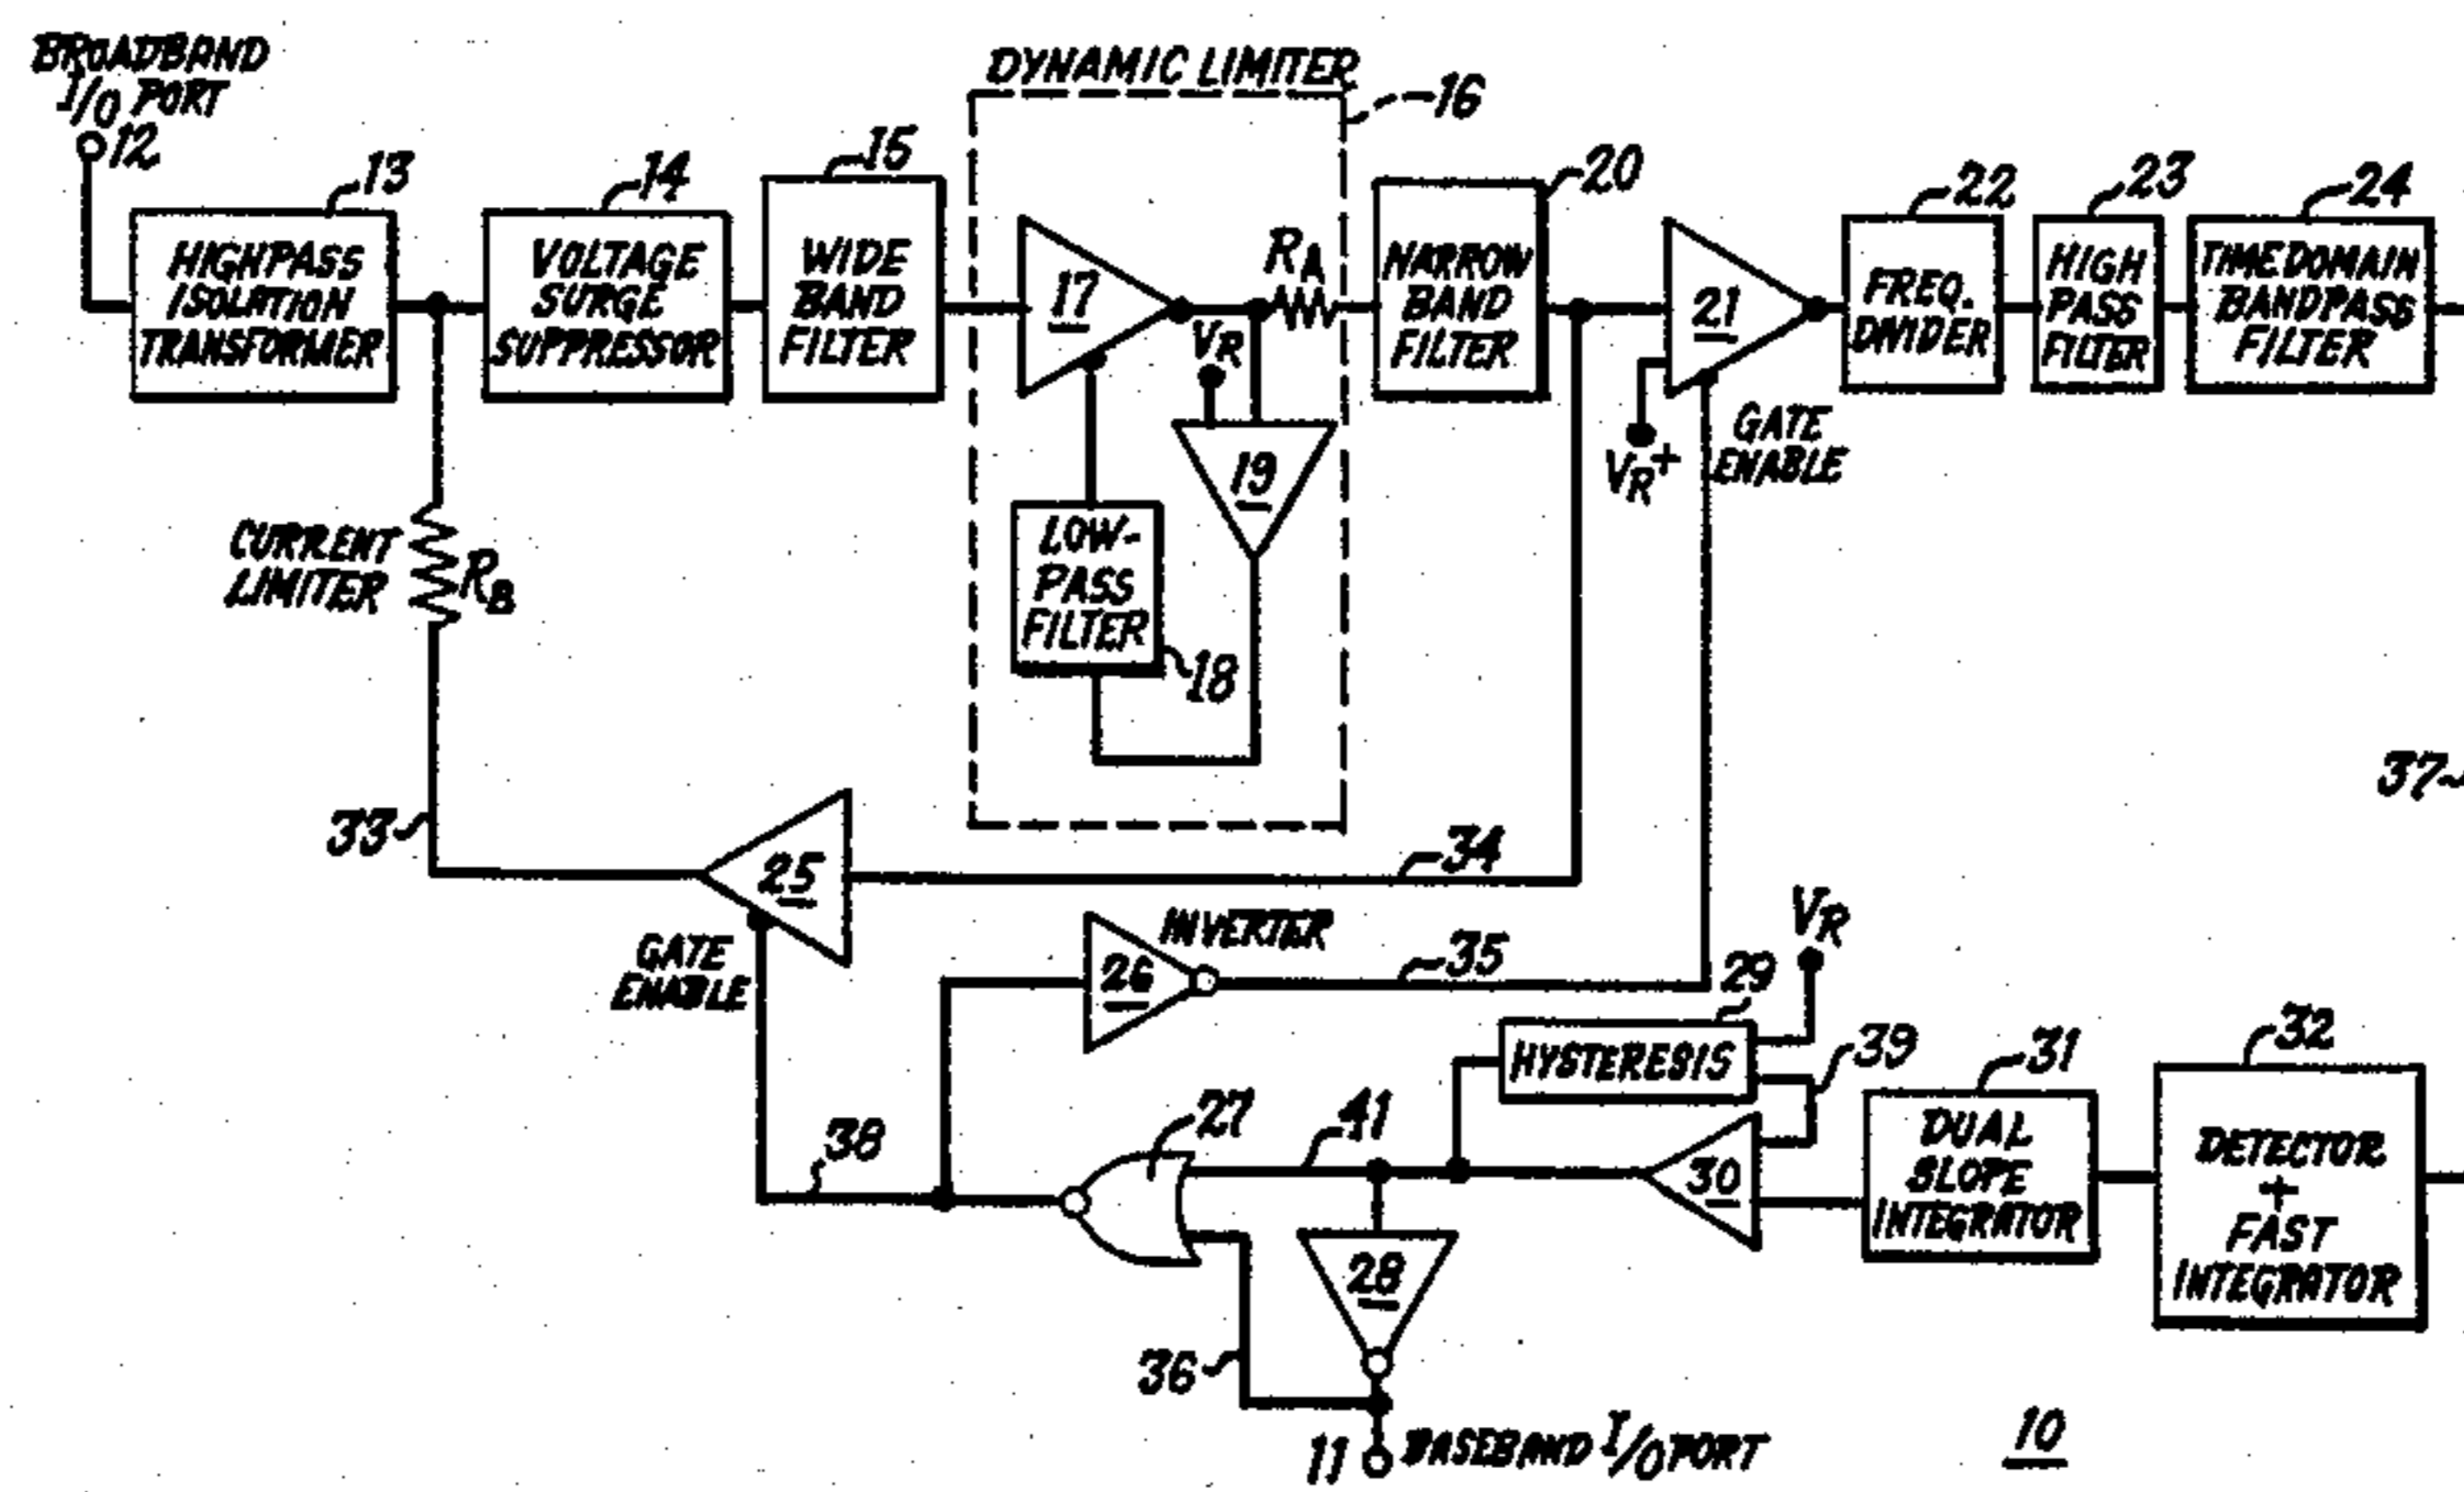 BROADBAND
I/O PORT
12
13
HIGHPASS
ISOLATION
TRANSFORMER
14
VOLTAGE
SURGE
SUPPRESSOR
15
WIDE
BAND
FILTER
DYNAMIC LIMITER
16
17
VR
RA
19
LOW-
PASS
FILTER
18
20
NARROW
BAND
FILTER
21
VR+
GATE
ENABLE
22
FREQ.
DIVIDER
23
HIGH
PASS
FILTER
24
TIME DOMAIN
BANDPASS
FILTER
CURRENT
LIMITER
RB
33
25
34
37
GATE
ENABLE
INVERTER
26
35
VR
29
HYSTERESIS
39
31
DUAL
SLOPE
INTEGRATOR
32
DETECTOR
+
FAST
INTEGRATOR
38
27
41
30
28
36
11
BASEBAND I/O PORT
10